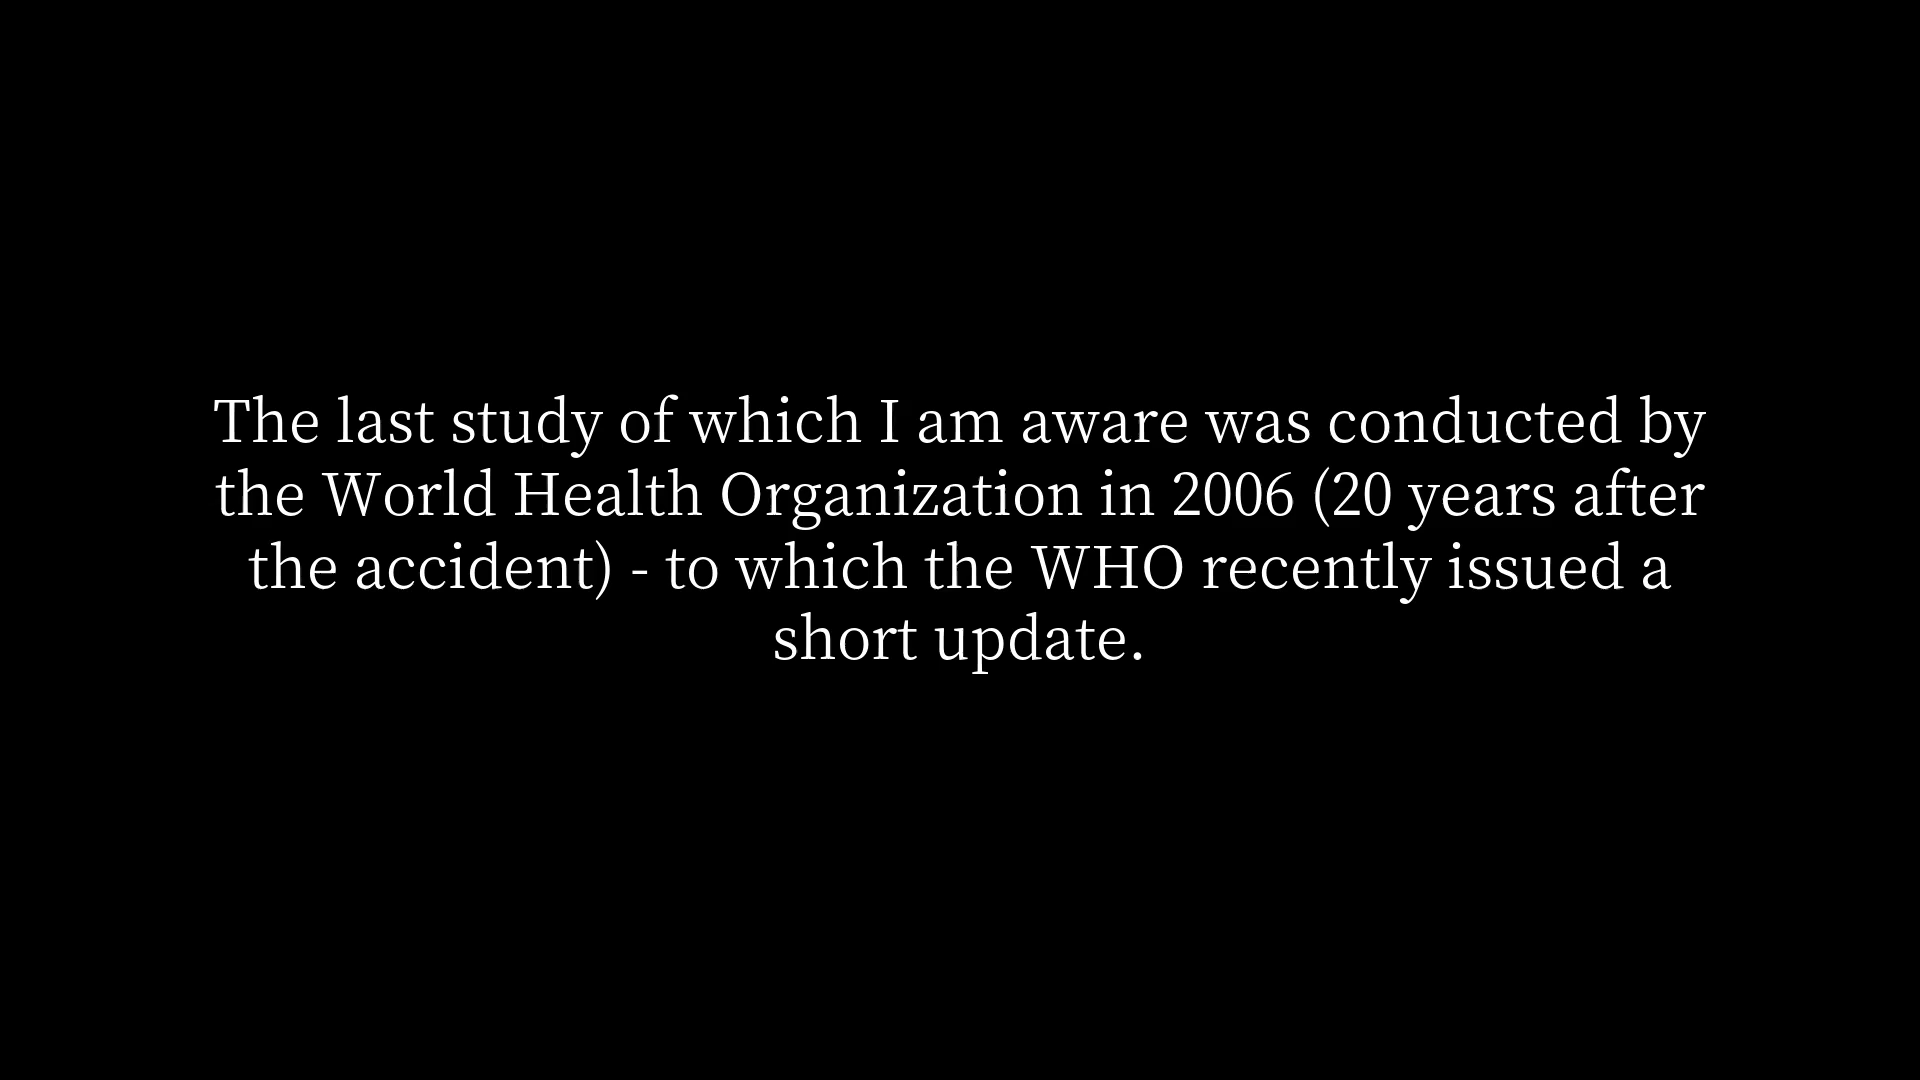 The last study of which I am aware was conducted by
the World Health Organization in 2006 (20 years after
the accident) - to which the WHO recently issued a
short update.